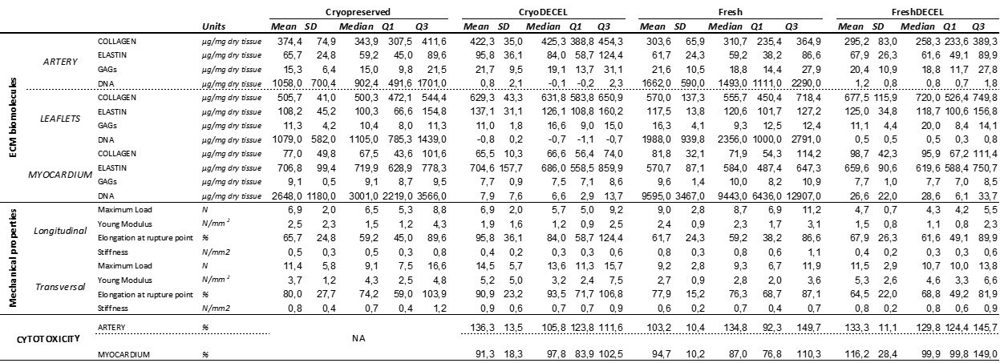 Cryopreserved CryoDECEL Fresh FreshDECEL
Units Mean SD Median Q1 Q3 Mean SD Median Q1 Q3 Mean SD Median Q1 Q3 Mean SD Median Q1 Q3
ECM biomolecules
ARTERY
COLLAGEN µg/mg dry tissue 374,4 74,9 343,9 307,5 411,6 422,3 35,0 425,3 388,8 454,3 303,6 65,9 310,7 235,4 364,9 295,2 83,0 258,3 233,6 389,3
ELASTIN µg/mg dry tissue 65,7 24,8 59,2 45,0 89,6 95,8 36,1 84,0 58,7 124,4 61,7 24,3 59,2 38,2 86,6 67,9 26,3 61,6 49,1 89,9
GAGs µg/mg dry tissue 15,3 6,4 15,0 9,8 21,5 21,7 9,5 19,1 13,7 31,1 21,6 10,5 18,8 14,4 27,9 20,4 10,9 18,8 11,7 27,8
DNA µg/mg dry tissue 1058,0 700,4 902,4 491,6 1701,0 0,8 2,1 -0,1 -0,2 2,3 1662,0 590,0 1493,0 1111,0 2290,0 1,2 0,8 0,8 0,7 1,8
LEAFLETS
COLLAGEN µg/mg dry tissue 505,7 41,0 500,3 472,1 544,4 629,3 43,3 631,8 583,8 650,9 570,0 137,3 555,7 450,4 718,4 677,5 115,9 720,0 526,4 749,8
ELASTIN µg/mg dry tissue 108,2 45,2 100,3 66,6 154,8 137,1 31,1 126,1 108,8 160,2 117,5 13,8 120,6 101,7 127,2 125,0 34,8 118,7 100,6 156,8
GAGs µg/mg dry tissue 11,3 4,2 10,4 8,0 11,3 11,0 1,8 16,6 9,0 15,0 16,3 4,1 9,3 12,5 12,4 11,1 4,4 20,0 8,4 14,1
DNA µg/mg dry tissue 1079,0 582,0 1105,0 785,3 1439,0 -0,8 0,2 -0,7 -1,1 -0,7 1988,0 939,8 2356,0 1000,0 2791,0 0,5 0,5 0,5 0,3 0,8
MYOCARDIUM
COLLAGEN µg/mg dry tissue 77,0 49,8 67,5 43,6 101,6 65,5 10,3 66,6 56,4 74,0 81,8 32,1 71,9 54,3 114,2 98,7 42,3 95,9 67,2 111,4
ELASTIN µg/mg dry tissue 706,8 99,4 719,9 628,9 778,3 704,6 157,7 686,0 558,5 859,9 570,7 87,1 584,0 487,4 647,3 659,6 90,6 619,6 588,4 750,7
GAGs µg/mg dry tissue 9,1 0,5 9,1 8,7 9,5 7,7 0,9 7,5 7,1 8,6 9,6 1,4 10,0 8,2 10,9 7,7 1,0 7,7 7,0 8,5
DNA µg/mg dry tissue 2648,0 1180,0 3001,0 2219,0 3566,0 7,9 7,6 6,6 2,9 13,7 9595,0 3467,0 9443,0 6436,0 12907,0 26,6 22,0 28,6 6,1 33,7
Mechanical properties
Longitudinal
Maximum Load N 6,9 2,0 6,5 5,3 8,8 6,9 2,0 5,7 5,0 9,2 9,0 2,8 8,7 6,9 11,2 4,7 0,7 4,3 4,2 5,5
Young Modulus N/mm² 2,5 2,3 1,5 1,2 4,3 1,9 1,6 1,2 0,9 2,5 2,4 0,9 2,3 1,7 3,1 1,5 0,8 1,1 0,8 2,3
Elongation at rupture point % 65,7 24,8 59,2 45,0 89,6 95,8 36,1 84,0 58,7 124,4 61,7 24,3 59,2 38,2 86,6 67,9 26,3 61,6 49,1 89,9
Stiffness N/mm2 0,5 0,3 0,5 0,3 0,8 0,4 0,2 0,3 0,3 0,6 0,8 0,3 0,8 0,6 1,1 0,4 0,2 0,3 0,3 0,6
Transversal
Maximum Load N 11,4 5,8 9,1 7,5 16,6 14,5 5,7 13,6 11,3 15,7 9,2 2,8 9,3 6,7 11,9 11,5 2,9 10,7 10,0 13,8
Young Modulus N/mm² 3,7 1,2 4,3 2,5 4,8 5,2 5,0 3,2 2,4 7,5 2,7 0,9 2,8 2,0 3,6 5,3 2,6 4,6 3,3 6,6
Elongation at rupture point % 80,0 27,7 74,2 59,0 103,9 90,9 23,2 93,5 71,7 106,8 77,9 15,2 76,3 68,7 87,1 64,5 22,0 68,8 49,2 81,9
Stiffness N/mm2 0,8 0,4 0,7 0,4 1,2 0,9 0,6 0,7 0,7 0,9 0,6 0,2 0,7 0,4 0,7 0,8 0,2 0,8 0,6 0,9
CYTOTOXICITY
ARTERY % 136,3 13,5 105,8 123,8 111,6 103,2 10,4 134,8 92,3 149,7 133,3 11,1 129,8 124,4 145,7
NA
MYOCARDIUM % 91,3 18,3 97,8 83,9 102,5 94,7 10,2 87,0 76,8 110,3 116,2 28,4 99,9 99,8 149,0